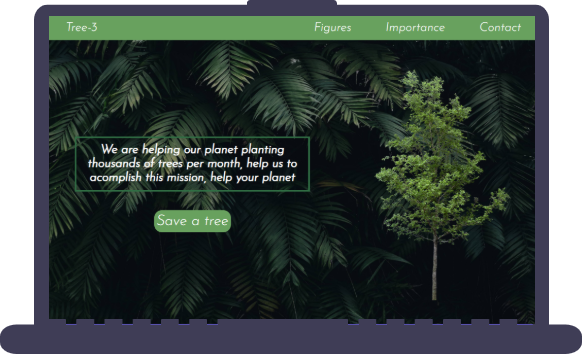 Tree-3
Figures
Importance
Contact
We are helping our planet planting
thousands of trees per month, help us to
acomplish this mission, help your planet
Save a tree